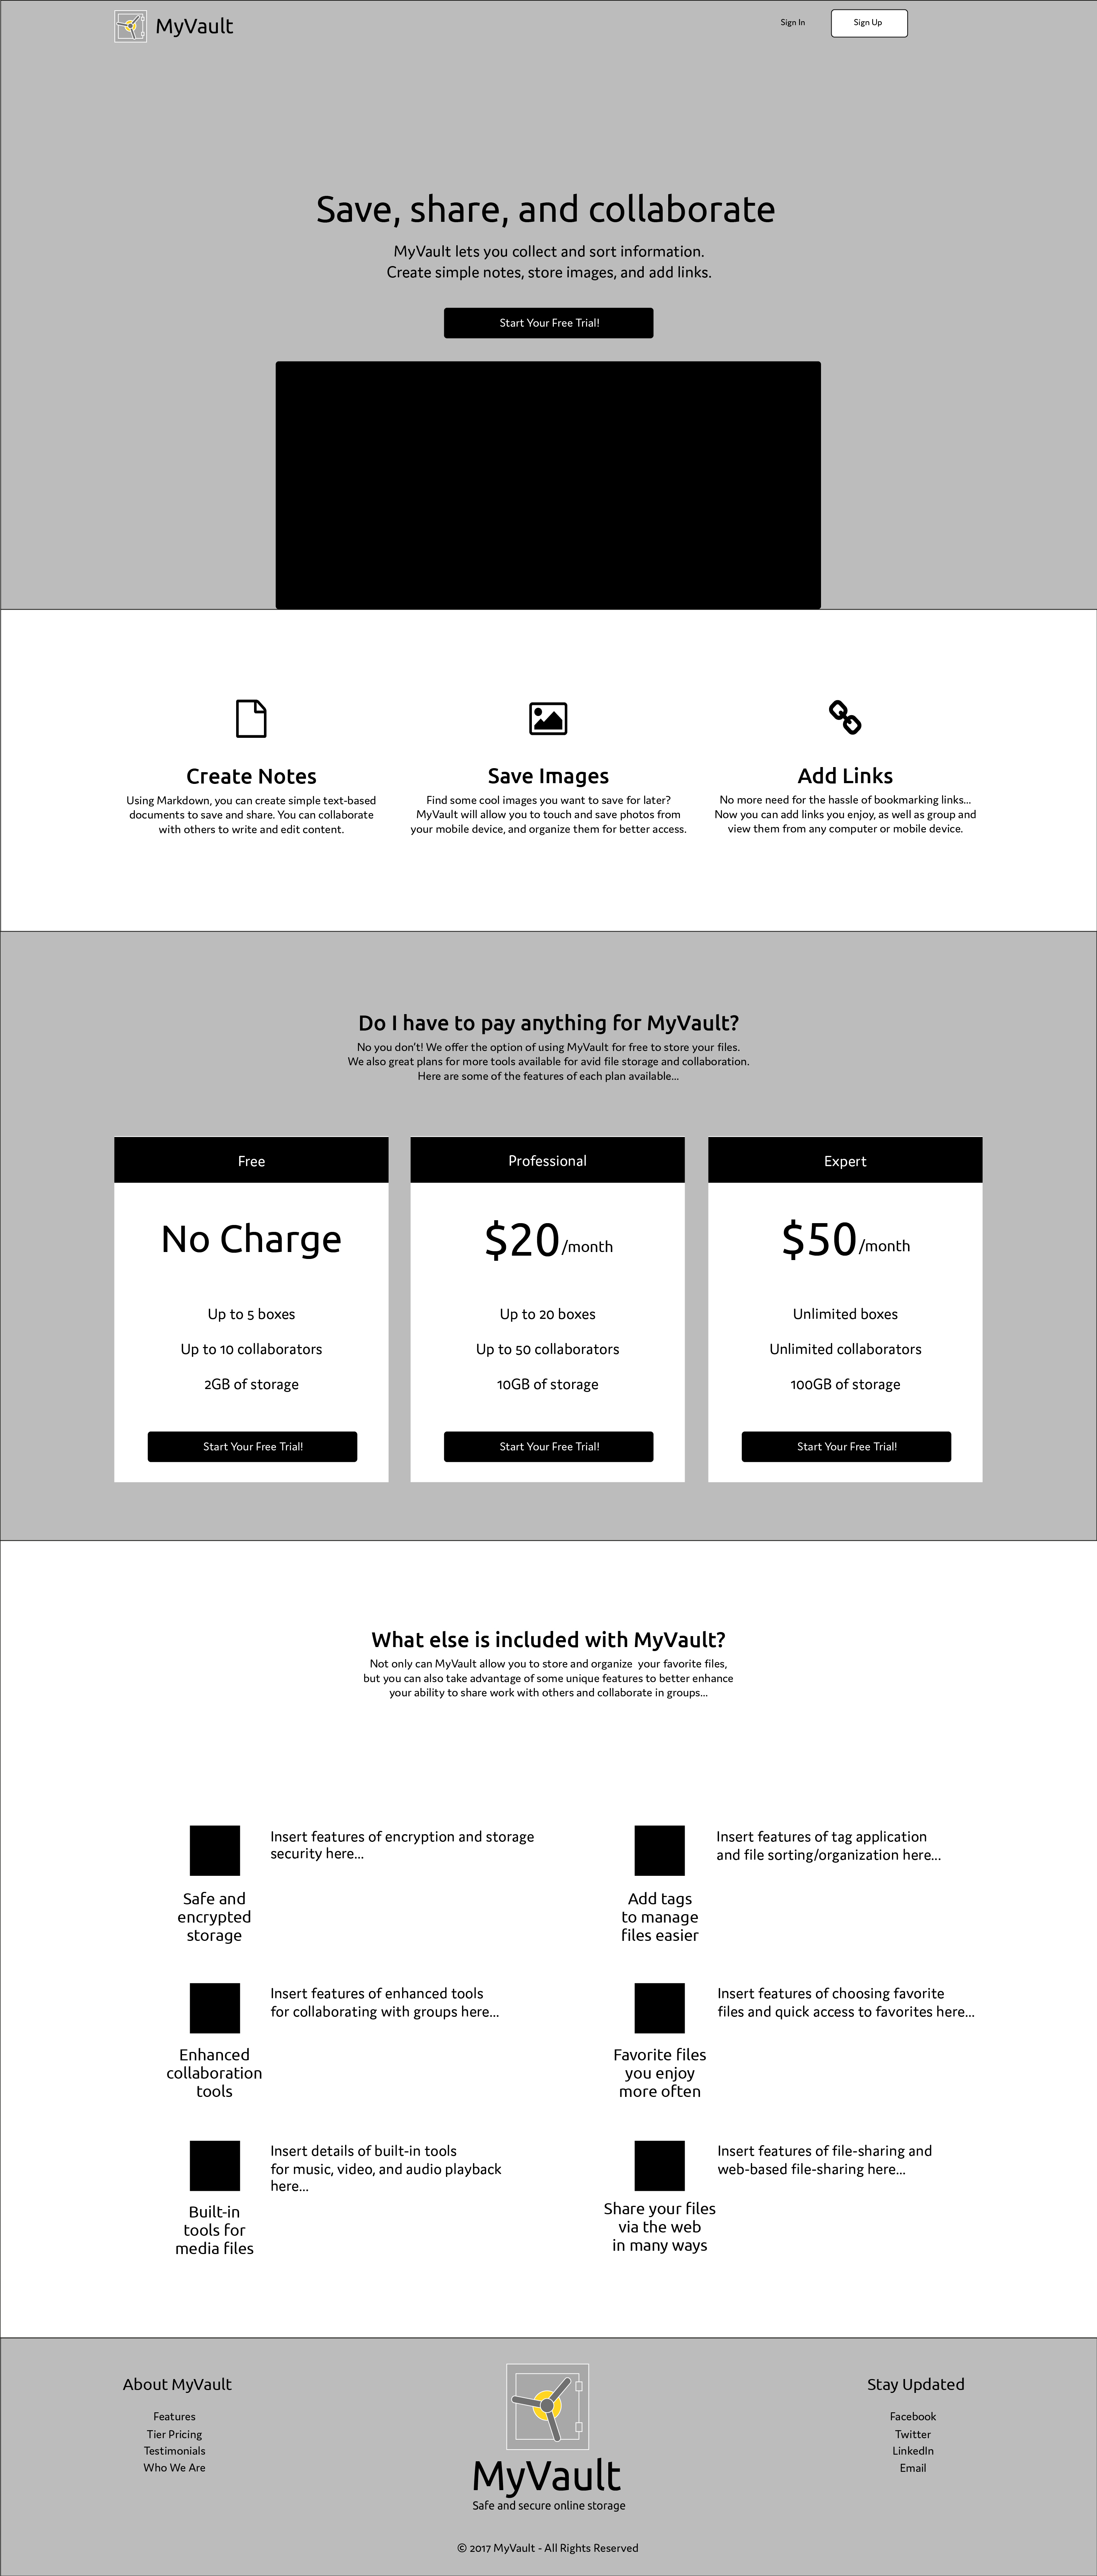 MyVault
Sign In
Sign Up
Save, share, and collaborate
MyVault lets you collect and sort information.
Create simple notes, store images, and add links.
Start Your Free Trial!
Create Notes
Using Markdown, you can create simple text-based
documents to save and share. You can collaborate
with others to write and edit content.
Save Images
Find some cool images you want to save for later?
MyVault will allow you to touch and save photos from
your mobile device, and organize them for better access.
Add Links
No more need for the hassle of bookmarking links...
Now you can add links you enjoy, as well as group and
view them from any computer or mobile device.
Do I have to pay anything for MyVault?
No you don't! We offer the option of using MyVault for free to store your files.
We also great plans for more tools available for avid file storage and collaboration.
Here are some of the features of each plan available...
Free
No Charge
Up to 5 boxes
Up to 10 collaborators
2GB of storage
Start Your Free Trial!
Professional
$20/month
Up to 20 boxes
Up to 50 collaborators
10GB of storage
Start Your Free Trial!
Expert
$50/month
Unlimited boxes
Unlimited collaborators
100GB of storage
Start Your Free Trial!
What else is included with MyVault?
Not only can MyVault allow you to store and organize  your favorite files,
but you can also take advantage of some unique features to better enhance
your ability to share work with others and collaborate in groups...
Insert features of encryption and storage
security here...
Safe and
encrypted
storage
Insert features of tag application
and file sorting/organization here...
Add tags
to manage
files easier
Insert features of enhanced tools
for collaborating with groups here...
Enhanced
collaboration
tools
Insert features of choosing favorite
files and quick access to favorites here...
Favorite files
you enjoy
more often
Insert details of built-in tools
for music, video, and audio playback
here...
Built-in
tools for
media files
Insert features of file-sharing and
web-based file-sharing here...
Share your files
via the web
in many ways
About MyVault
Features
Tier Pricing
Testimonials
Who We Are
MyVault
Safe and secure online storage
Stay Updated
Facebook
Twitter
LinkedIn
Email
© 2017 MyVault - All Rights Reserved